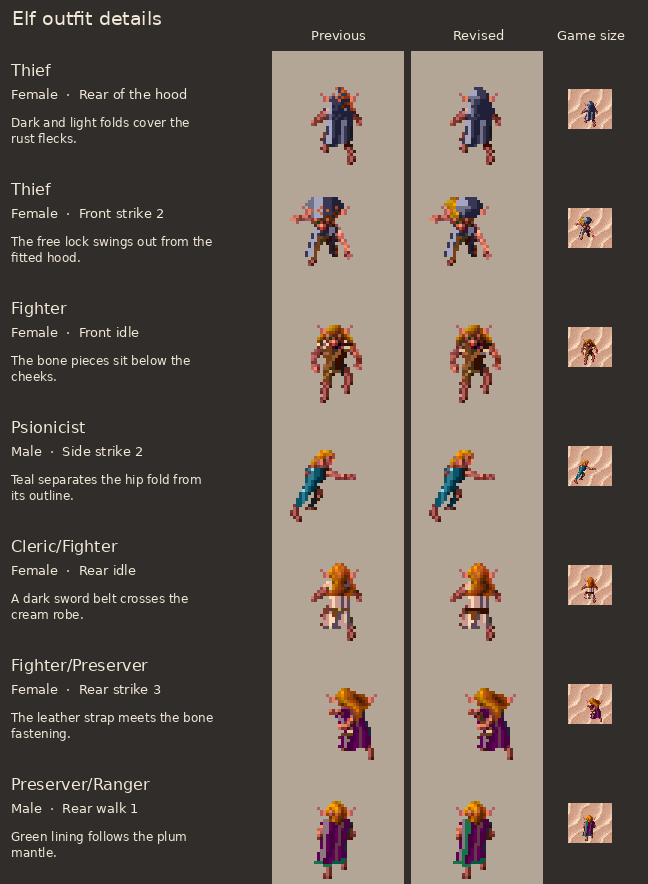 Elf outfit details
Previous
Revised
Game size
Thief
Female · Rear of the hood
Dark and light folds cover the
rust flecks.
Thief
Female · Front strike 2
The free lock swings out from the
fitted hood.
Fighter
Female · Front idle
The bone pieces sit below the
cheeks.
Psionicist
Male · Side strike 2
Teal separates the hip fold from
its outline.
Cleric/Fighter
Female · Rear idle
A dark sword belt crosses the
cream robe.
Fighter/Preserver
Female · Rear strike 3
The leather strap meets the bone
fastening.
Preserver/Ranger
Male · Rear walk 1
Green lining follows the plum
mantle.